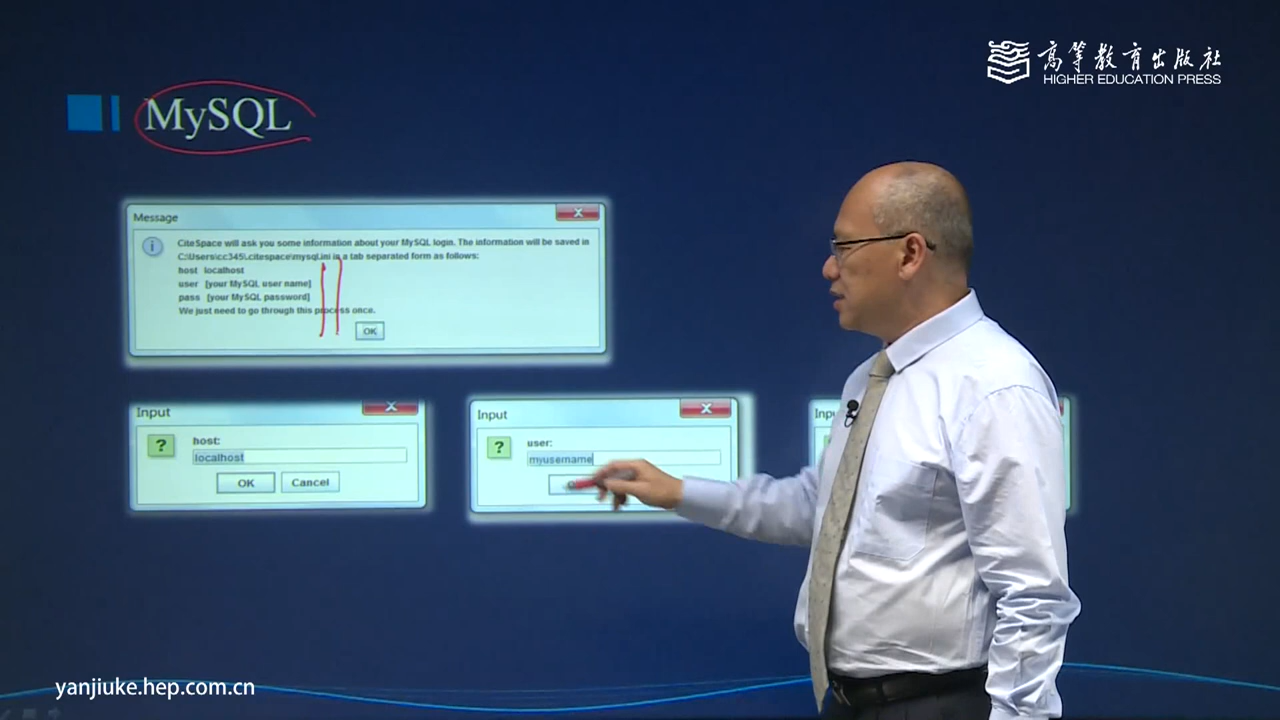 高等教育出版社
HIGHER EDUCATION PRESS
MySQL
Message
CiteSpace will ask you some information about your MySQL login. The information will be saved in
C:\Users\cc345\.citespace\mysql.ini in a tab separated form as follows:
host localhost
user [your MySQL user name]
pass [your MySQL password]
We just need to go through this process once.
OK
Input
host:
localhost
OK
Cancel
Input
user:
myusername
yanjiuke.hep.com.cn